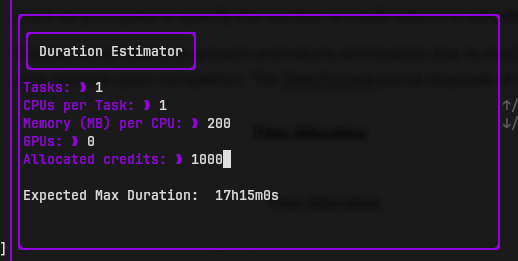 Duration Estimator
Tasks: ❱ 1
CPUs per Task: ❱ 1
Memory (MB) per CPU: ❱ 200
GPUs: ❱ 0
Allocated credits: ❱ 1000
Expected Max Duration:  17h15m0s
↑/
↓/
]